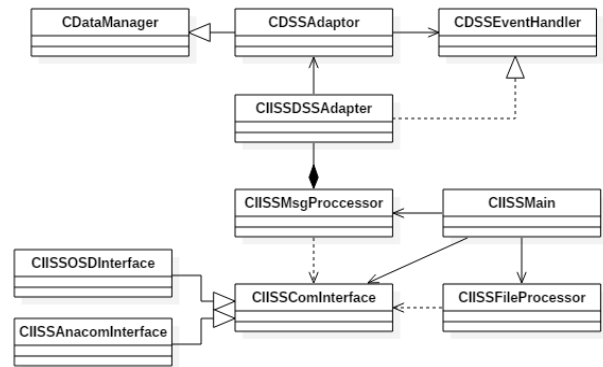 CDataManager
CDSSAdaptor
CDSSEventHandler
CIISSDSSAdapter
CIISSMsgProccessor
CIISSMain
CIISSOSDInterface
CIISSComInterface
CIISSFileProcessor
CIISSAnacomInterface